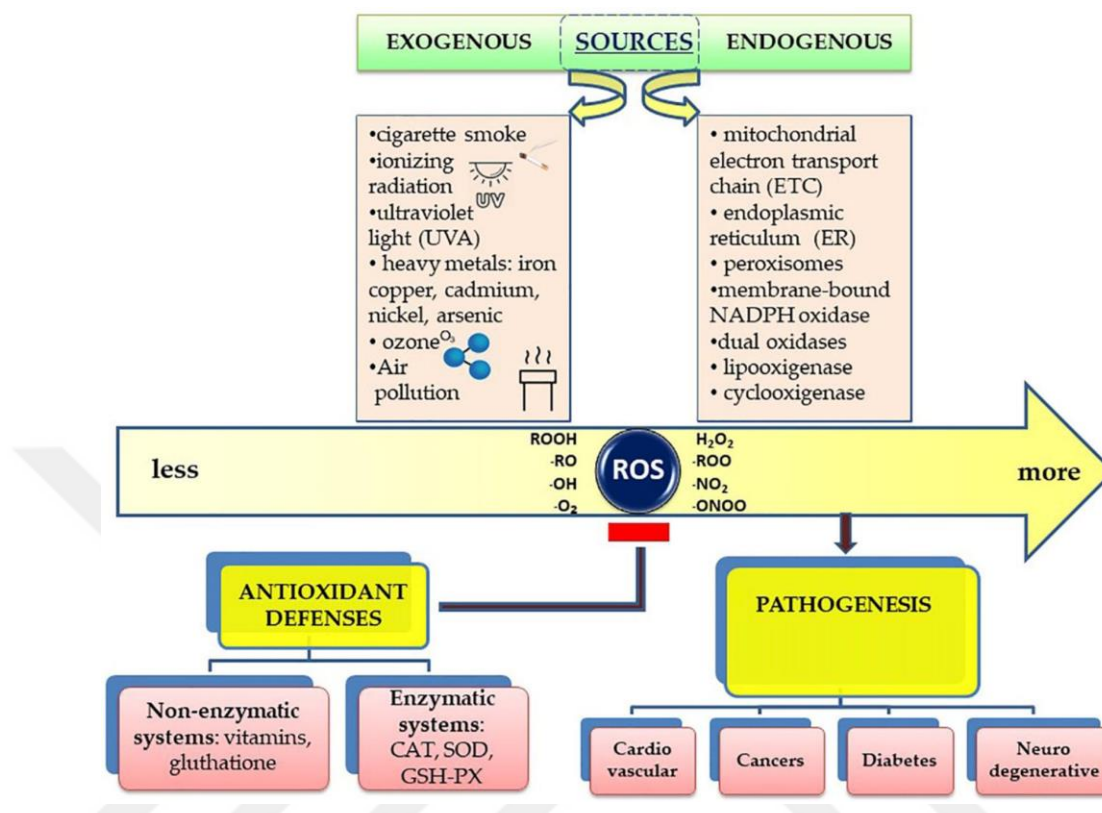 EXOGENOUS SOURCES ENDOGENOUS
•cigarette smoke
•ionizing
radiation
UV
•ultraviolet
light (UVA)
• heavy metals: iron
copper, cadmium,
nickel, arsenic
• ozone O₃
•Air
pollution
• mitochondrial
electron transport
chain (ETC)
• endoplasmic
reticulum (ER)
• peroxisomes
•membrane-bound
NADPH oxidase
•dual oxidases
• lipooxigenase
• cyclooxigenase
less
ROOH
·RO
·OH
·O₂
ROS
H₂O₂
·ROO
·NO₂
·ONOO
more
ANTIOXIDANT
DEFENSES
PATHOGENESIS
Non-enzymatic
systems: vitamins,
gluthatione
Enzymatic
systems:
CAT, SOD,
GSH-PX
Cardio
vascular
Cancers
Diabetes
Neuro
degenerative